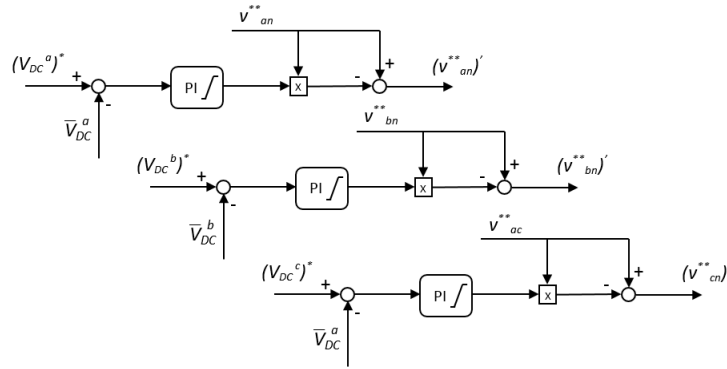 v**an
(VDCa)* + - PI x - + (v**an)'
V̅DCa
v**bn
(VDCb)* + - PI x - + (v**bn)'
V̅DCb
v**ac
(VDCc)* + - PI x - + (v**cn)'
V̅DCa